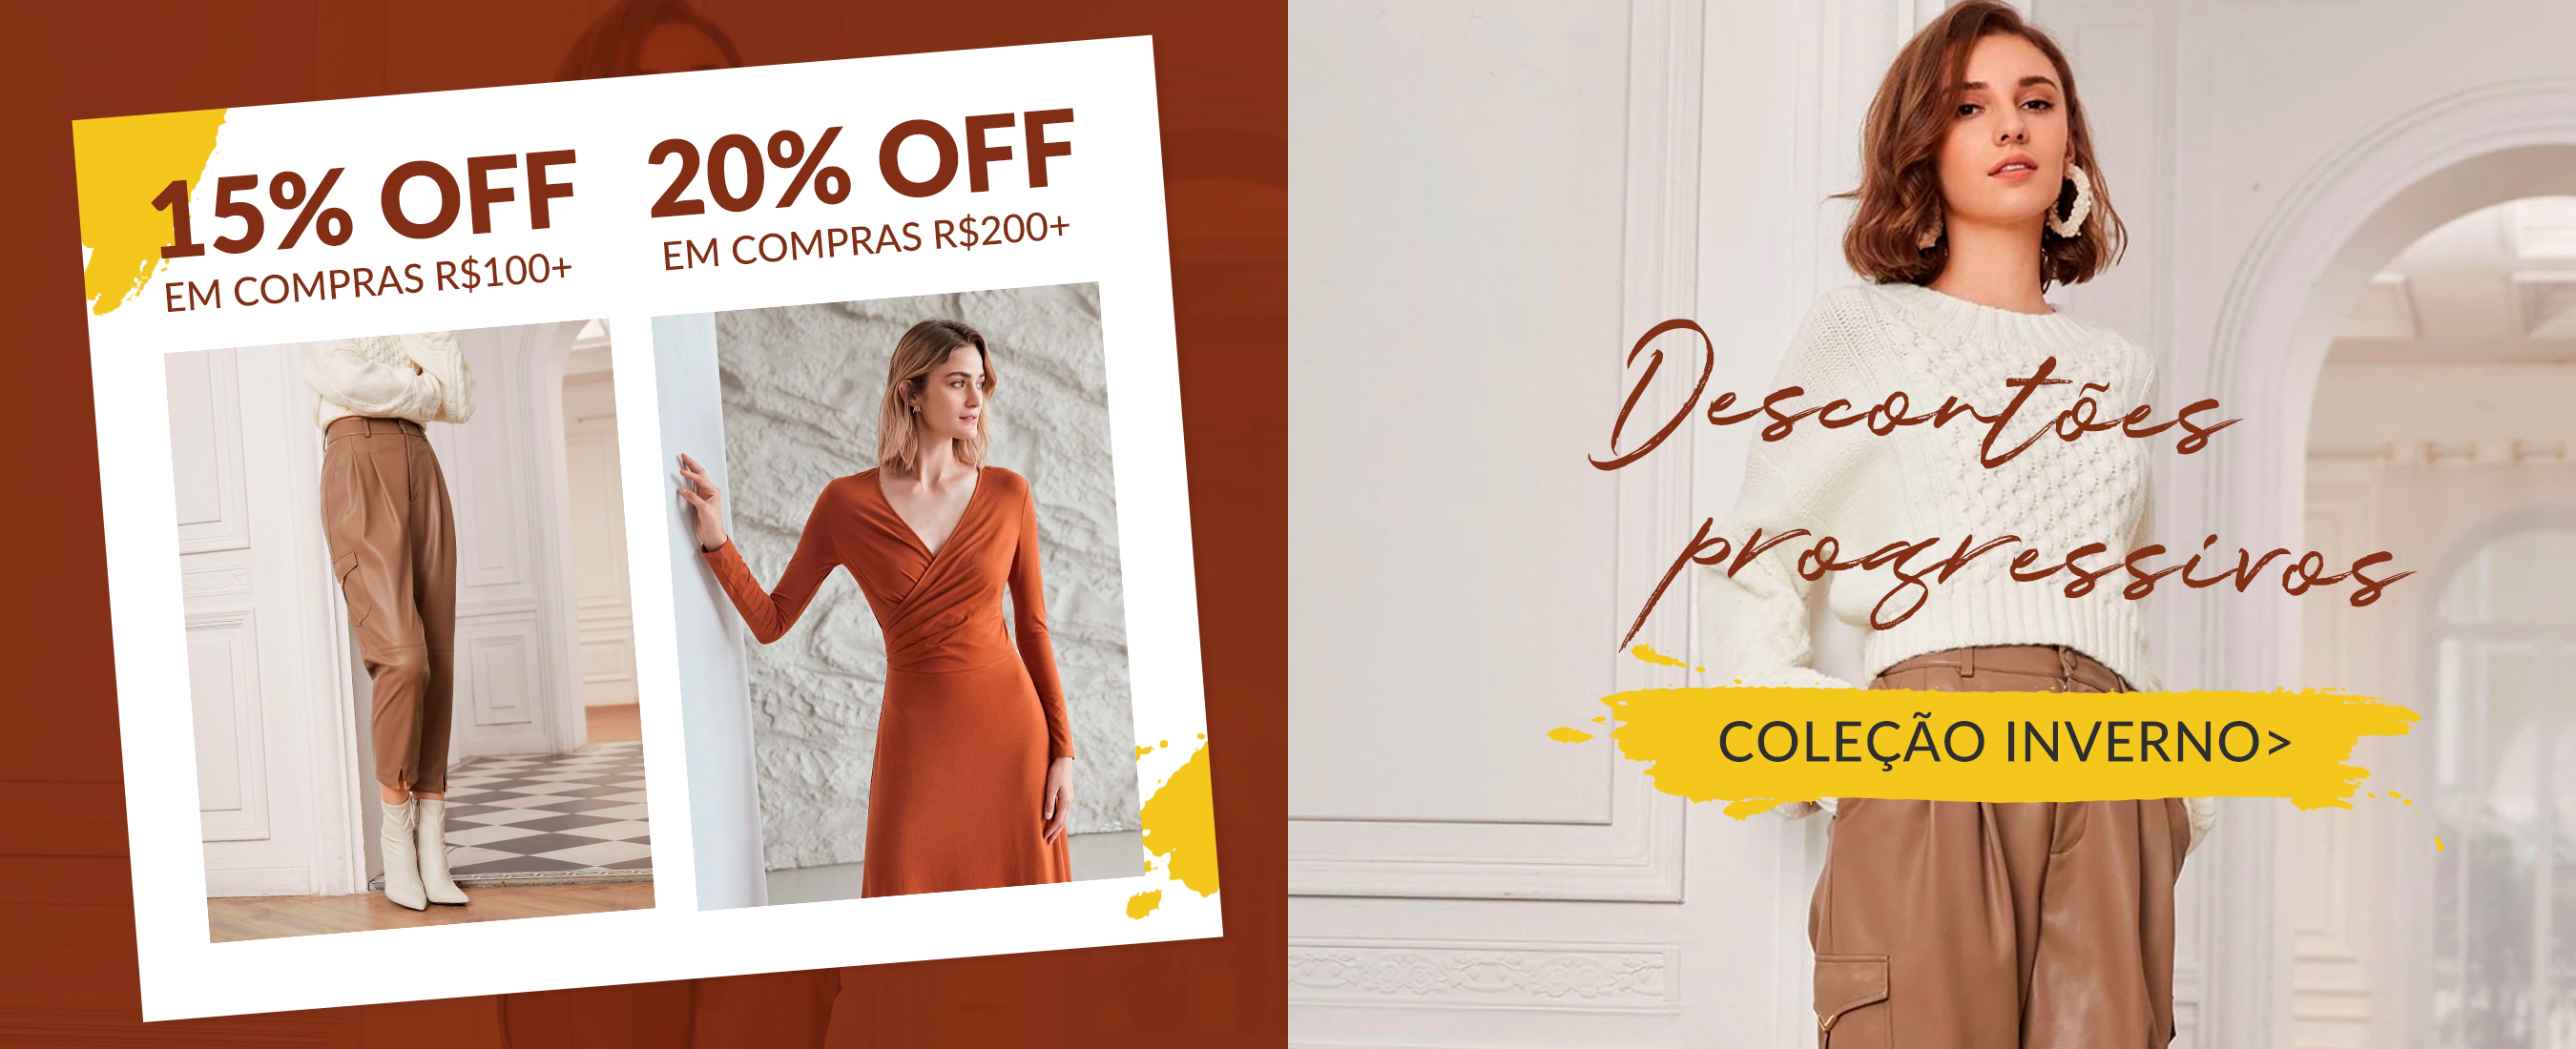 15% OFF
EM COMPRAS R$100+
20% OFF
EM COMPRAS R$200+
Descontões
progressivos
COLEÇÃO INVERNO>